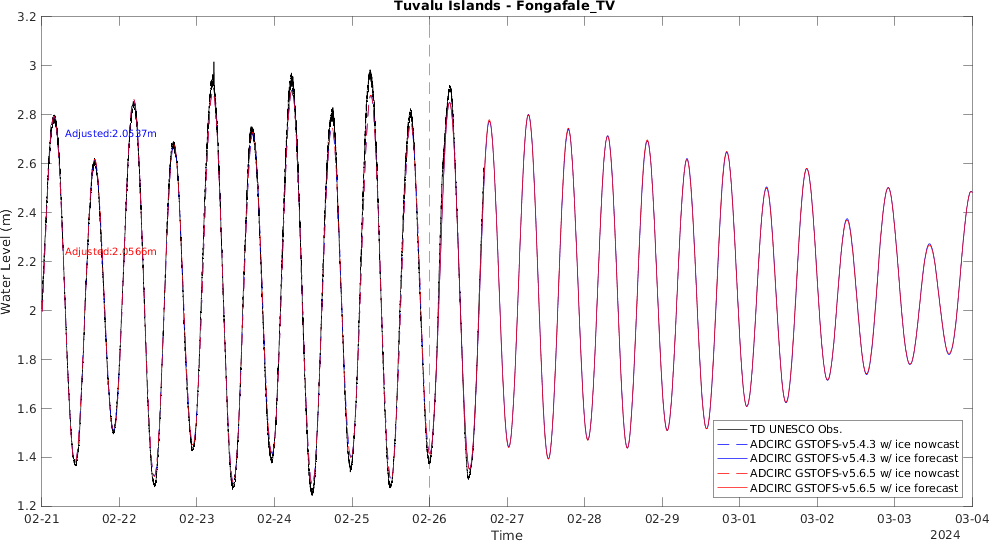 Tuvalu Islands - Fongafale_TV
3.2
3
2.8
2.6
2.4
2.2
2
1.8
1.6
1.4
1.2
Water Level (m)
Adjusted:2.0537m
Adjusted:2.0566m
TD UNESCO Obs.
ADCIRC GSTOFS-v5.4.3 w/ ice nowcast
ADCIRC GSTOFS-v5.4.3 w/ ice forecast
ADCIRC GSTOFS-v5.6.5 w/ ice nowcast
ADCIRC GSTOFS-v5.6.5 w/ ice forecast
02-21 02-22 02-23 02-24 02-25 02-26 02-27 02-28 02-29 03-01 03-02 03-03 03-04
Time
2024